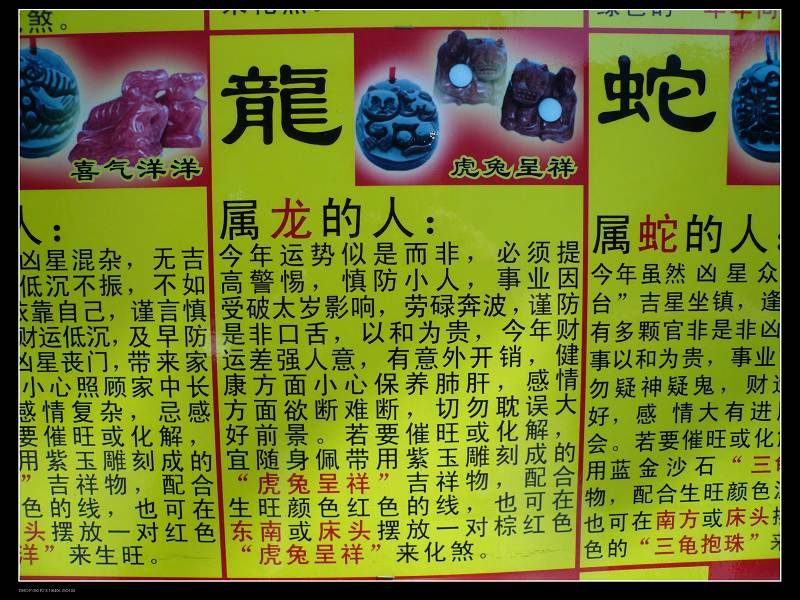 煞。
喜气洋洋
人：
凶星混杂，无吉
低沉不振，不如
依靠自己，谨言慎
财运低沉，及早防
凶星丧门，带来家
小心照顾家中长
感情复杂，忌感
要催旺或化解，
用紫玉雕刻成的
”吉祥物，配合
色的线，也可在
头摆放一对红色
洋”来生旺。
龍
虎兔呈祥
属龙的人：
今年运势似是而非，必须提
高警惕，慎防小人，事业因
受破太岁影响，劳碌奔波，谨防
是非口舌，以和为贵，今年财
运差强人意，有意外开销，健
康方面小心保养肺肝，感情
方面欲断难断，切勿耽误大
好前景。若要催旺或化解，
宜随身佩带用紫玉雕刻成的
“虎兔呈祥”吉祥物，配合
生旺颜色红色的线，也可在
东南或床头摆放一对棕红色
“虎兔呈祥”来化煞。
蛇
属蛇的人：
今年虽然 凶 星 众
台”吉星坐镇，逢
有多颗官非是非凶
事以和为贵，事业
勿疑神疑鬼，财运
好，感 情大有进展
会。若要催旺或化
用蓝金沙石“三龟
物，配合生旺颜色
也可在南方或床头
色的“三龟抱珠”来